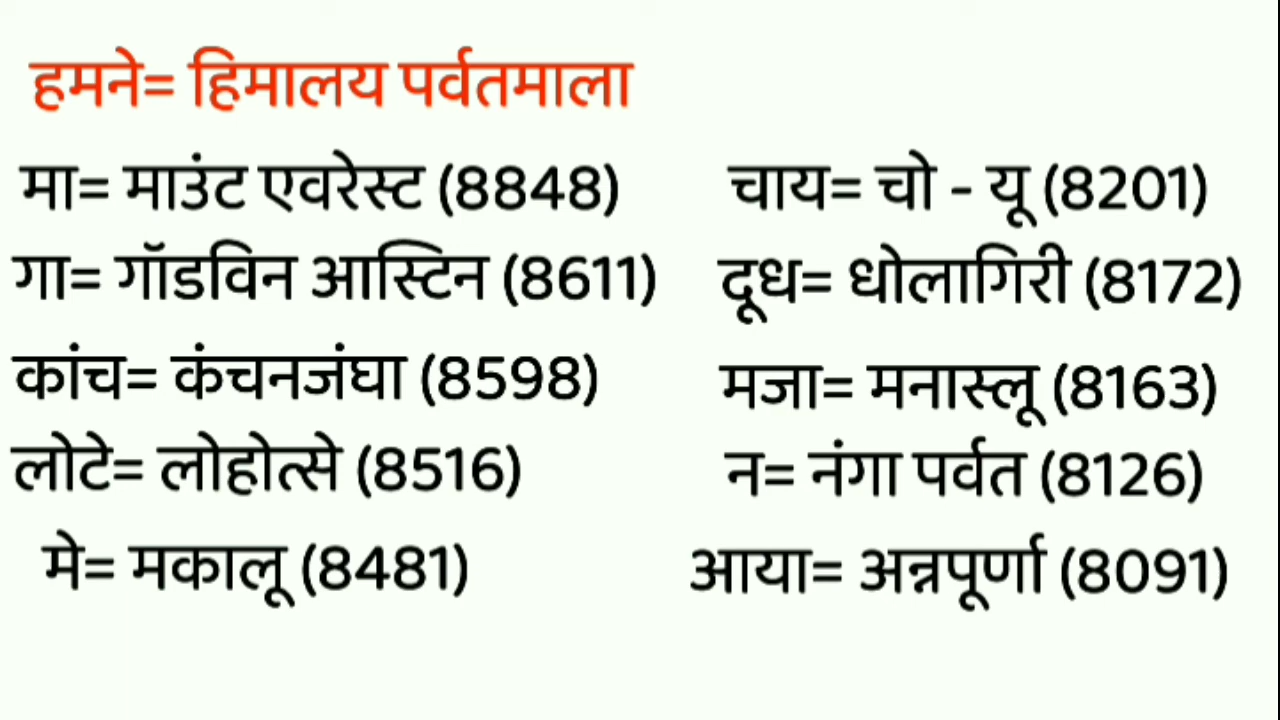 हमने= हिमालय पर्वतमाला
मा= माउंट एवरेस्ट (8848)
गा= गॉडविन आस्टिन (8611)
कांच= कंचनजंघा (8598)
लोटे= लोहोत्से (8516)
मे= मकालू (8481)
चाय= चो - यू (8201)
दूध= धोलागिरी (8172)
मजा= मनास्लू (8163)
न= नंगा पर्वत (8126)
आया= अन्नपूर्णा (8091)